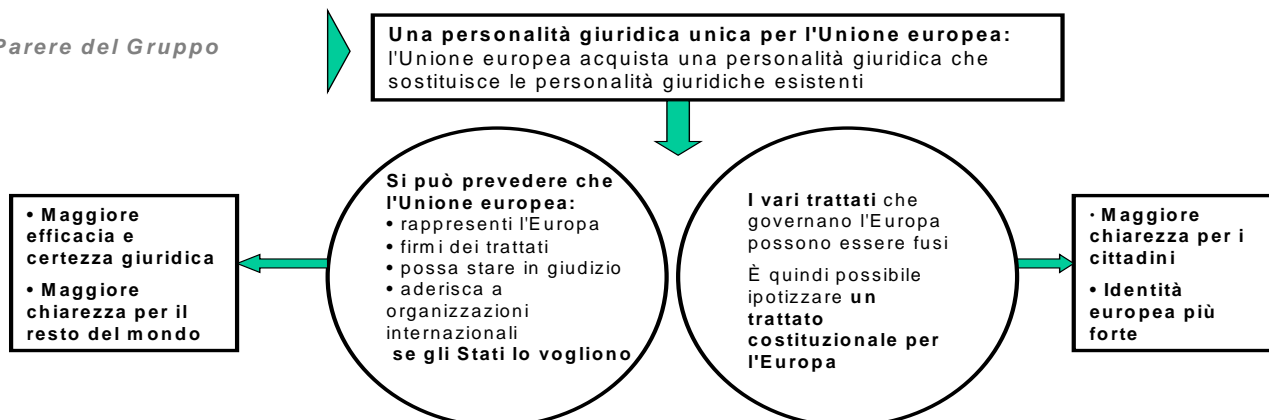 Parere del Gruppo
Una personalità giuridica unica per l'Unione europea:
l'Unione europea acquista una personalità giuridica che
sostituisce le personalità giuridiche esistenti
• Maggiore
efficacia e
certezza giuridica
• Maggiore
chiarezza per il
resto del mondo
Si può prevedere che
l'Unione europea:
• rappresenti l'Europa
• firmi dei trattati
• possa stare in giudizio
• aderisca a
organizzazioni
internazionali
se gli Stati lo vogliono
I vari trattati che
governano l'Europa
possono essere fusi
È quindi possibile
ipotizzare un
trattato
costituzionale per
l'Europa
· Maggiore
chiarezza per i
cittadini
• Identità
europea più
forte